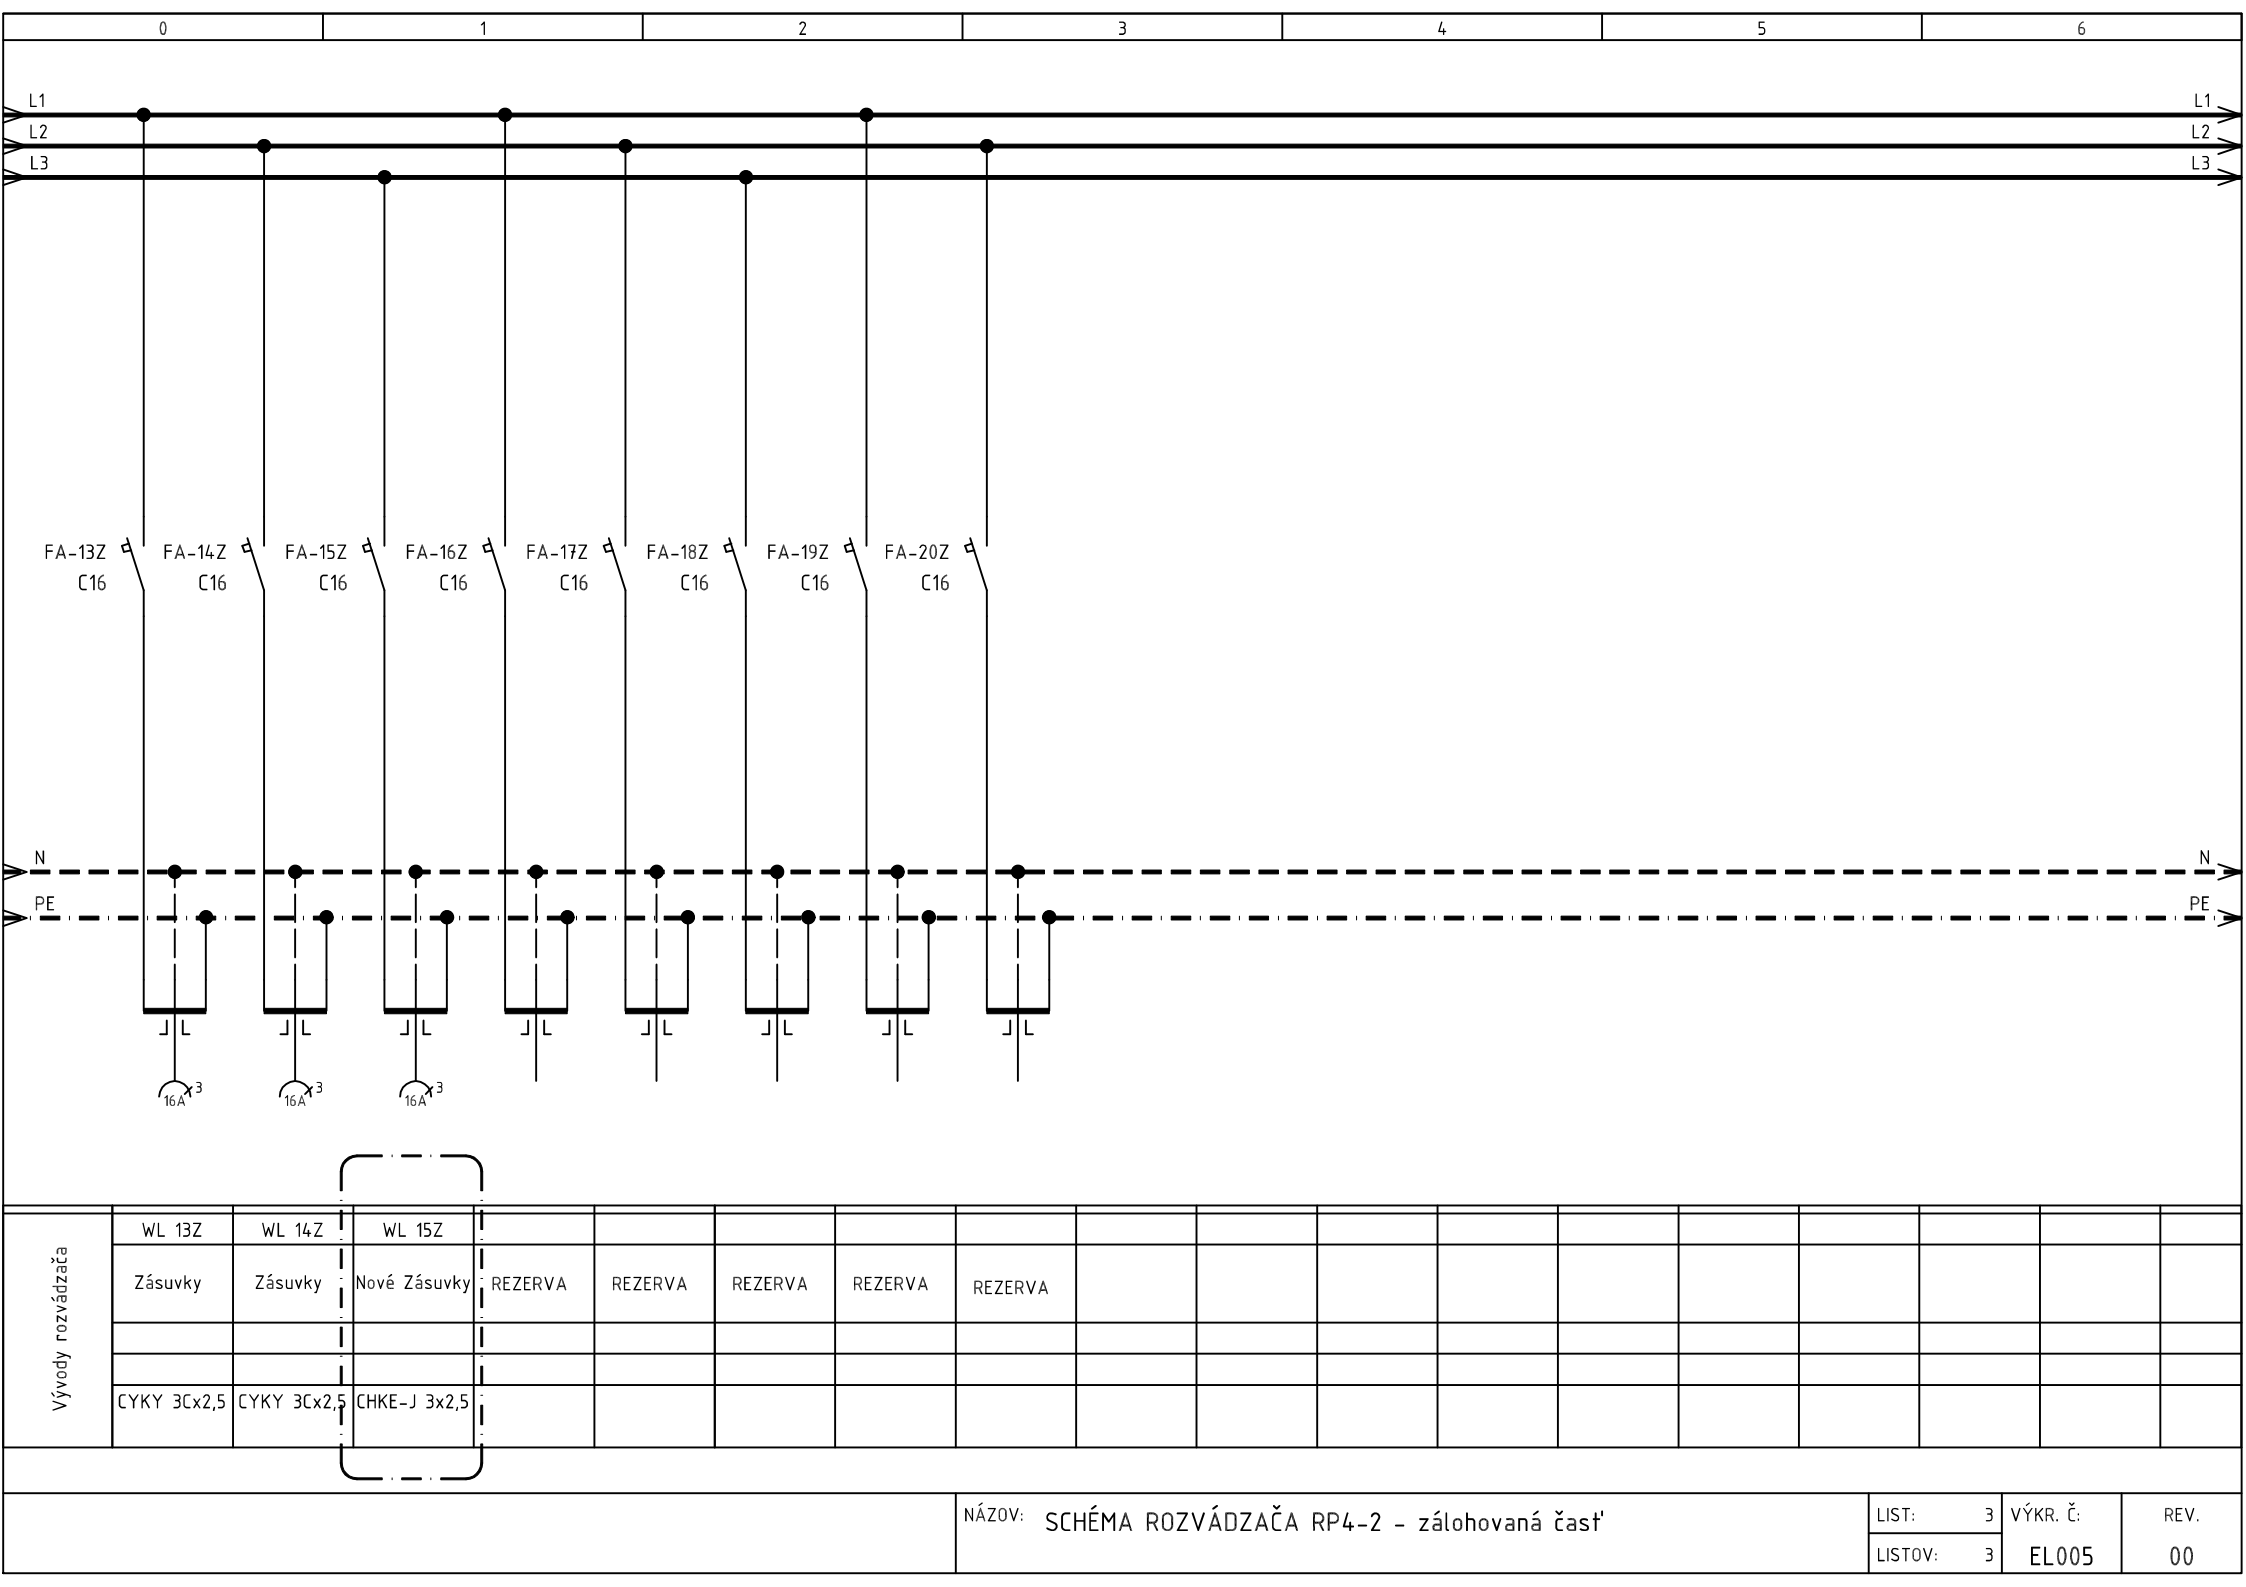 0 1 2 3 4 5 6
L1 L1
L2 L2
L3 L3
FA-13Z FA-14Z FA-15Z FA-16Z FA-17Z FA-18Z FA-19Z FA-20Z
C16 C16 C16 C16 C16 C16 C16 C16
N N
PE PE
3 3 3
16A 16A 16A
Vývody rozvádzača
WL 13Z WL 14Z WL 15Z
Zásuvky Zásuvky Nové Zásuvky REZERVA REZERVA REZERVA REZERVA REZERVA
CYKY 3Cx2,5 CYKY 3Cx2,5 CHKE-J 3x2,5
NÁZOV: SCHÉMA ROZVÁDZAČA RP4-2 - zálohovaná časť
LIST: 3
LISTOV: 3
VÝKR. Č:
EL005
REV.
00